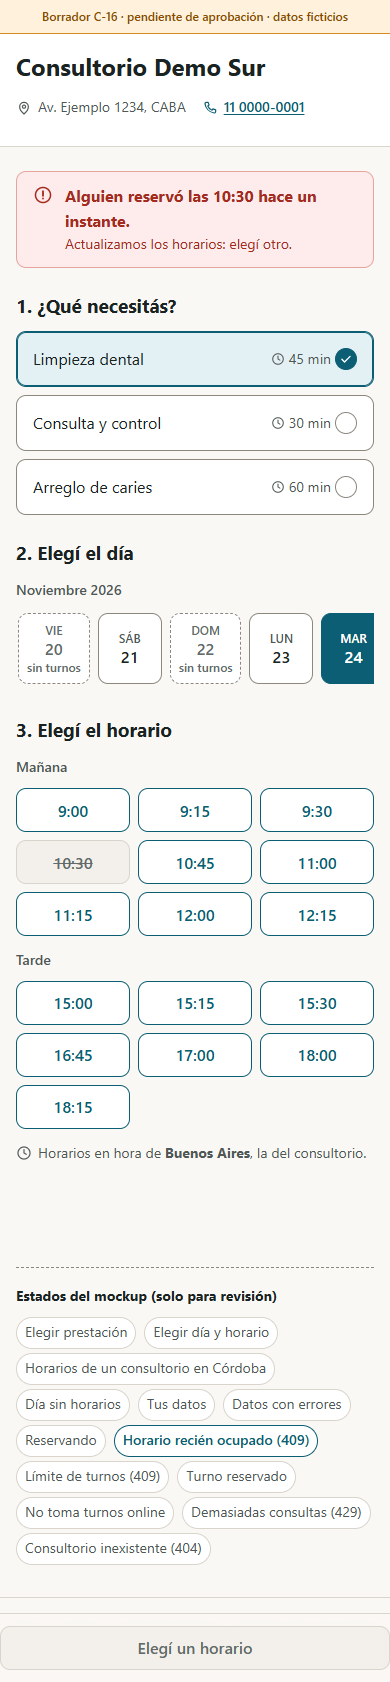 Borrador C-16 · pendiente de aprobación · datos ficticios
Consultorio Demo Sur
Av. Ejemplo 1234, CABA 11 0000-0001
Alguien reservó las 10:30 hace un
instante.
Actualizamos los horarios: elegí otro.
1. ¿Qué necesitás?
Limpieza dental 45 min
Consulta y control 30 min
Arreglo de caries 60 min
2. Elegí el día
Noviembre 2026
VIE SÁB DOM LUN MAR
20 21 22 23 24
sin turnos sin turnos
3. Elegí el horario
Mañana
9:00 9:15 9:30
10:30 10:45 11:00
11:15 12:00 12:15
Tarde
15:00 15:15 15:30
16:45 17:00 18:00
18:15
Horarios en hora de Buenos Aires, la del consultorio.
Estados del mockup (solo para revisión)
Elegir prestación Elegir día y horario
Horarios de un consultorio en Córdoba
Día sin horarios Tus datos Datos con errores
Reservando Horario recién ocupado (409)
Límite de turnos (409) Turno reservado
No toma turnos online Demasiadas consultas (429)
Consultorio inexistente (404)
Elegí un horario